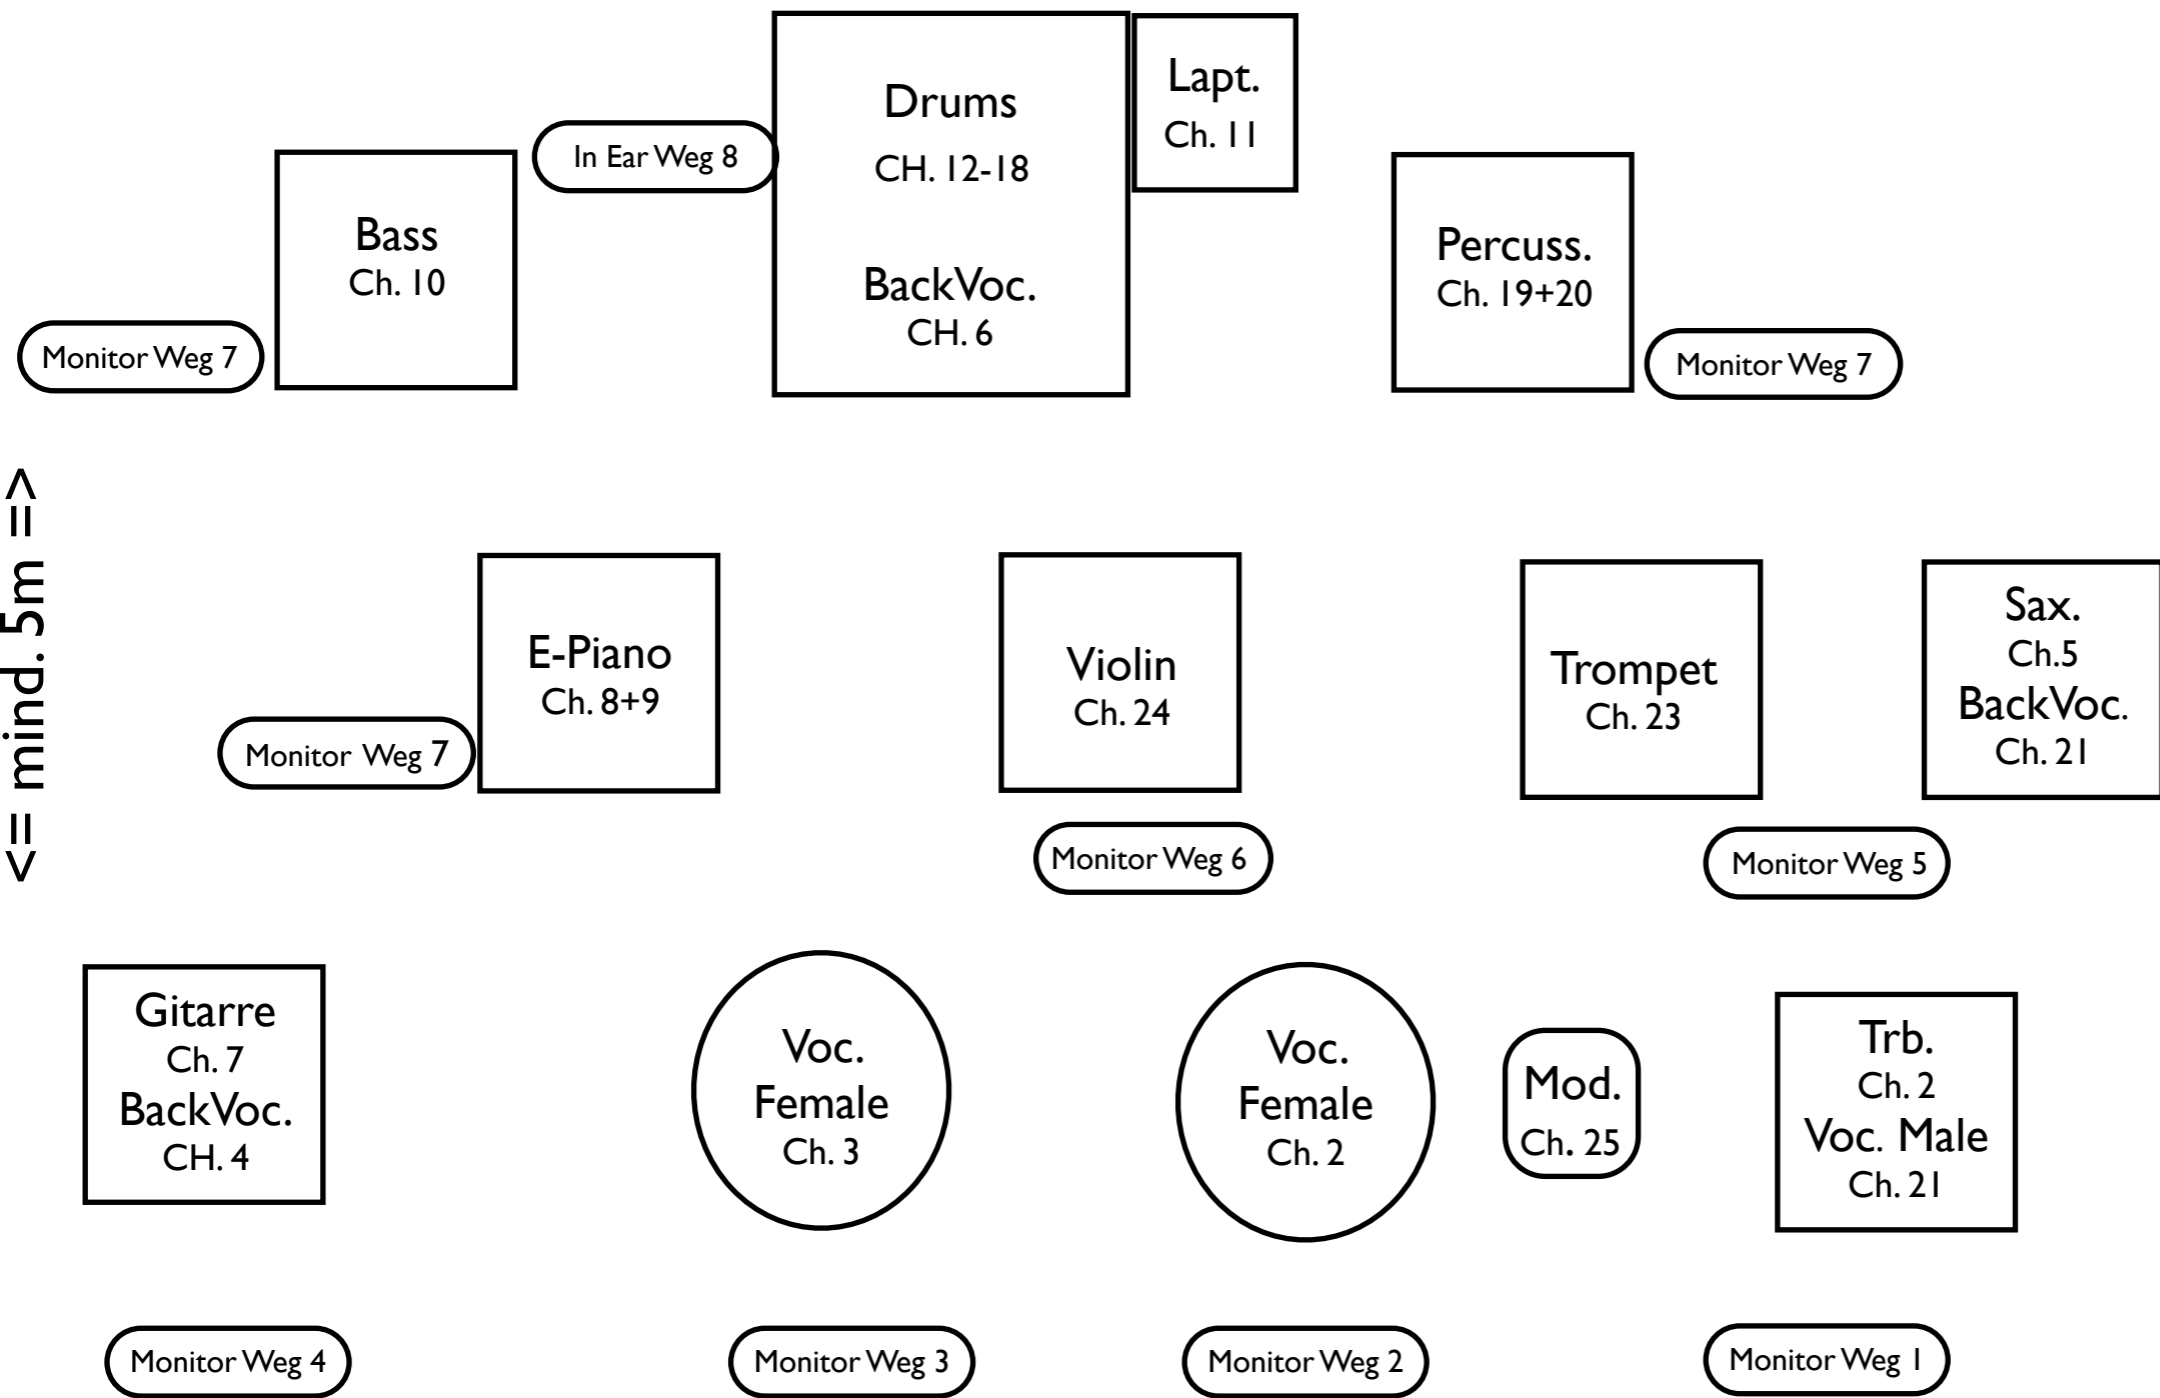 Drums
CH. 12-18
BackVoc.
CH. 6
Lapt.
Ch. 11
In Ear Weg 8
Bass
Ch. 10
Percuss.
Ch. 19+20
Monitor Weg 7
Monitor Weg 7
<= mind. 5m =>
E-Piano
Ch. 8+9
Monitor Weg 7
Violin
Ch. 24
Monitor Weg 6
Trompet
Ch. 23
Sax.
Ch.5
BackVoc.
Ch. 21
Monitor Weg 5
Gitarre
Ch. 7
BackVoc.
CH. 4
Voc.
Female
Ch. 3
Voc.
Female
Ch. 2
Mod.
Ch. 25
Trb.
Ch. 2
Voc. Male
Ch. 21
Monitor Weg 4
Monitor Weg 3
Monitor Weg 2
Monitor Weg 1